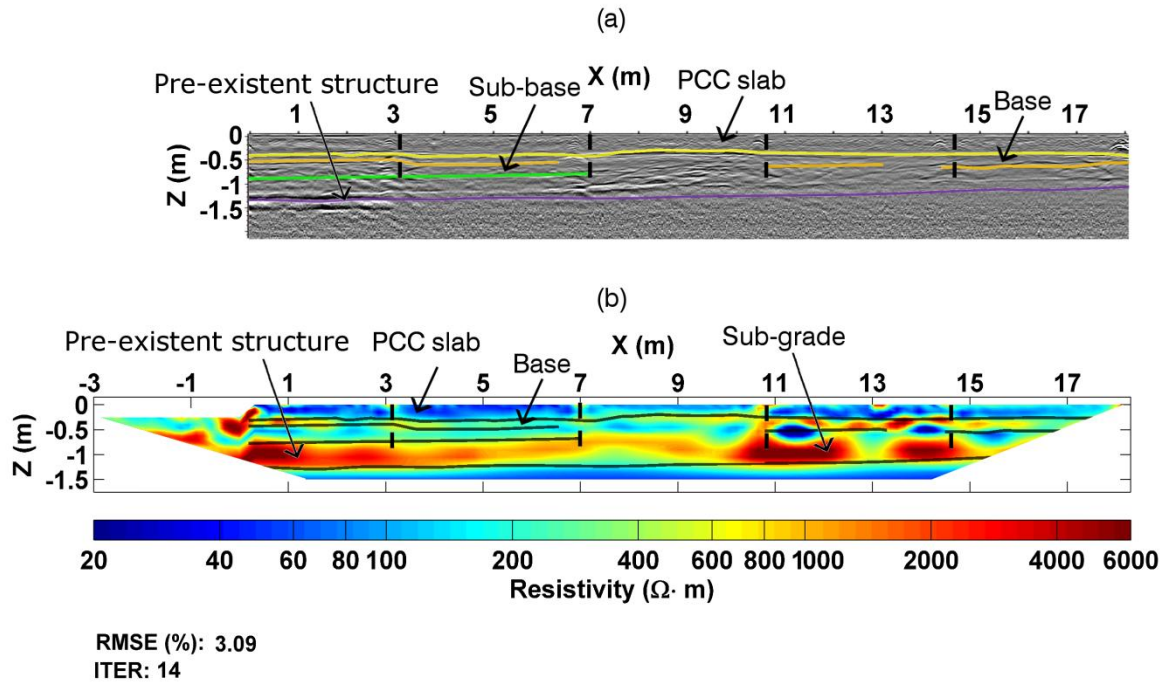 (a)
Pre-existent structure Sub-base X (m) PCC slab Base
1 3 5 7 9 11 13 15 17
Z (m)
0
-0.5
-1
-1.5
(b)
Pre-existent structure PCC slab Base X (m) Sub-grade
-3 -1 1 3 5 7 9 11 13 15 17
Z (m)
0
-0.5
-1
-1.5
20 40 60 80 100 200 400 600 800 1000 2000 4000 6000
Resistivity (Ω· m)
RMSE (%): 3.09
ITER: 14